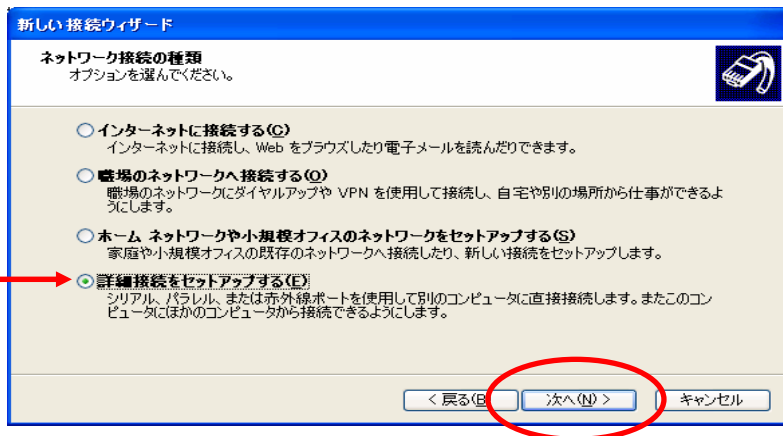 新しい接続ウィザード
ネットワーク接続の種類
オプションを選んでください。
インターネットに接続する(C)
インターネットに接続し、Web をブラウズしたり電子メールを読んだりできます。
職場のネットワークへ接続する(O)
職場のネットワークにダイヤルアップや VPN を使用して接続し、自宅や別の場所から仕事ができるよ
うにします。
ホーム ネットワークや小規模オフィスのネットワークをセットアップする(S)
家庭や小規模オフィスの既存のネットワークへ接続したり、新しい接続をセットアップします。
詳細接続をセットアップする(E)
シリアル、パラレル、または赤外線ポートを使用して別のコンピュータに直接接続します。またこのコン
ピュータにほかのコンピュータから接続できるようにします。
< 戻る(B 次へ(N) > キャンセル